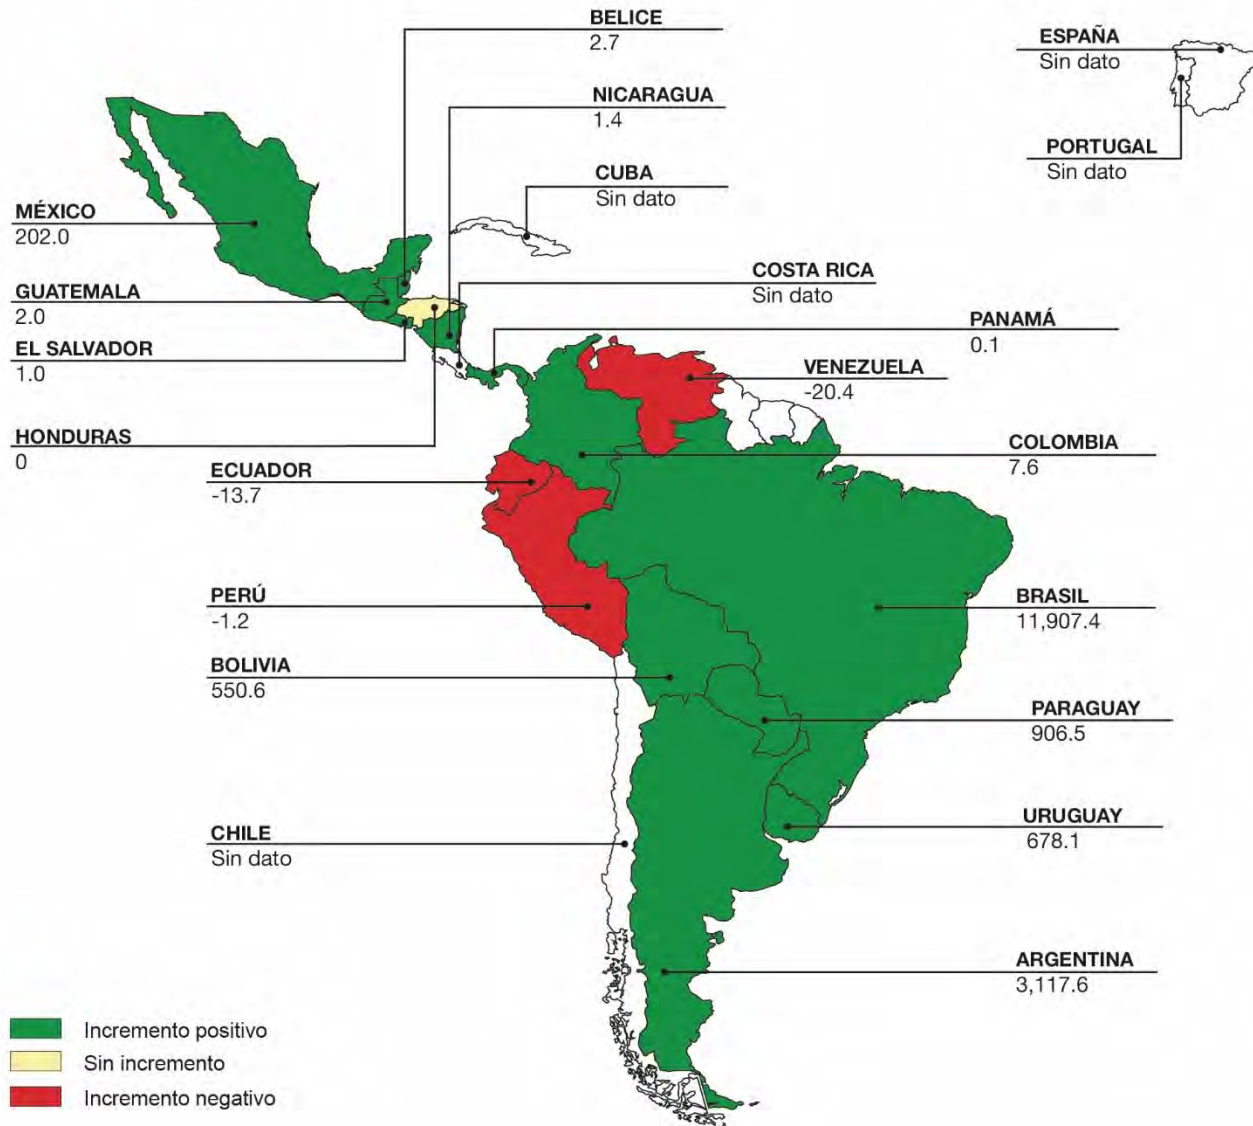 BELICE
2.7
ESPAÑA
Sin dato
NICARAGUA
1.4
PORTUGAL
Sin dato
CUBA
Sin dato
MÉXICO
202.0
COSTA RICA
Sin dato
GUATEMALA
2.0
PANAMÁ
0.1
EL SALVADOR
1.0
VENEZUELA
-20.4
HONDURAS
0
COLOMBIA
7.6
ECUADOR
-13.7
PERÚ
-1.2
BRASIL
11,907.4
BOLIVIA
550.6
PARAGUAY
906.5
CHILE
Sin dato
URUGUAY
678.1
ARGENTINA
3,117.6
Incremento positivo
Sin incremento
Incremento negativo